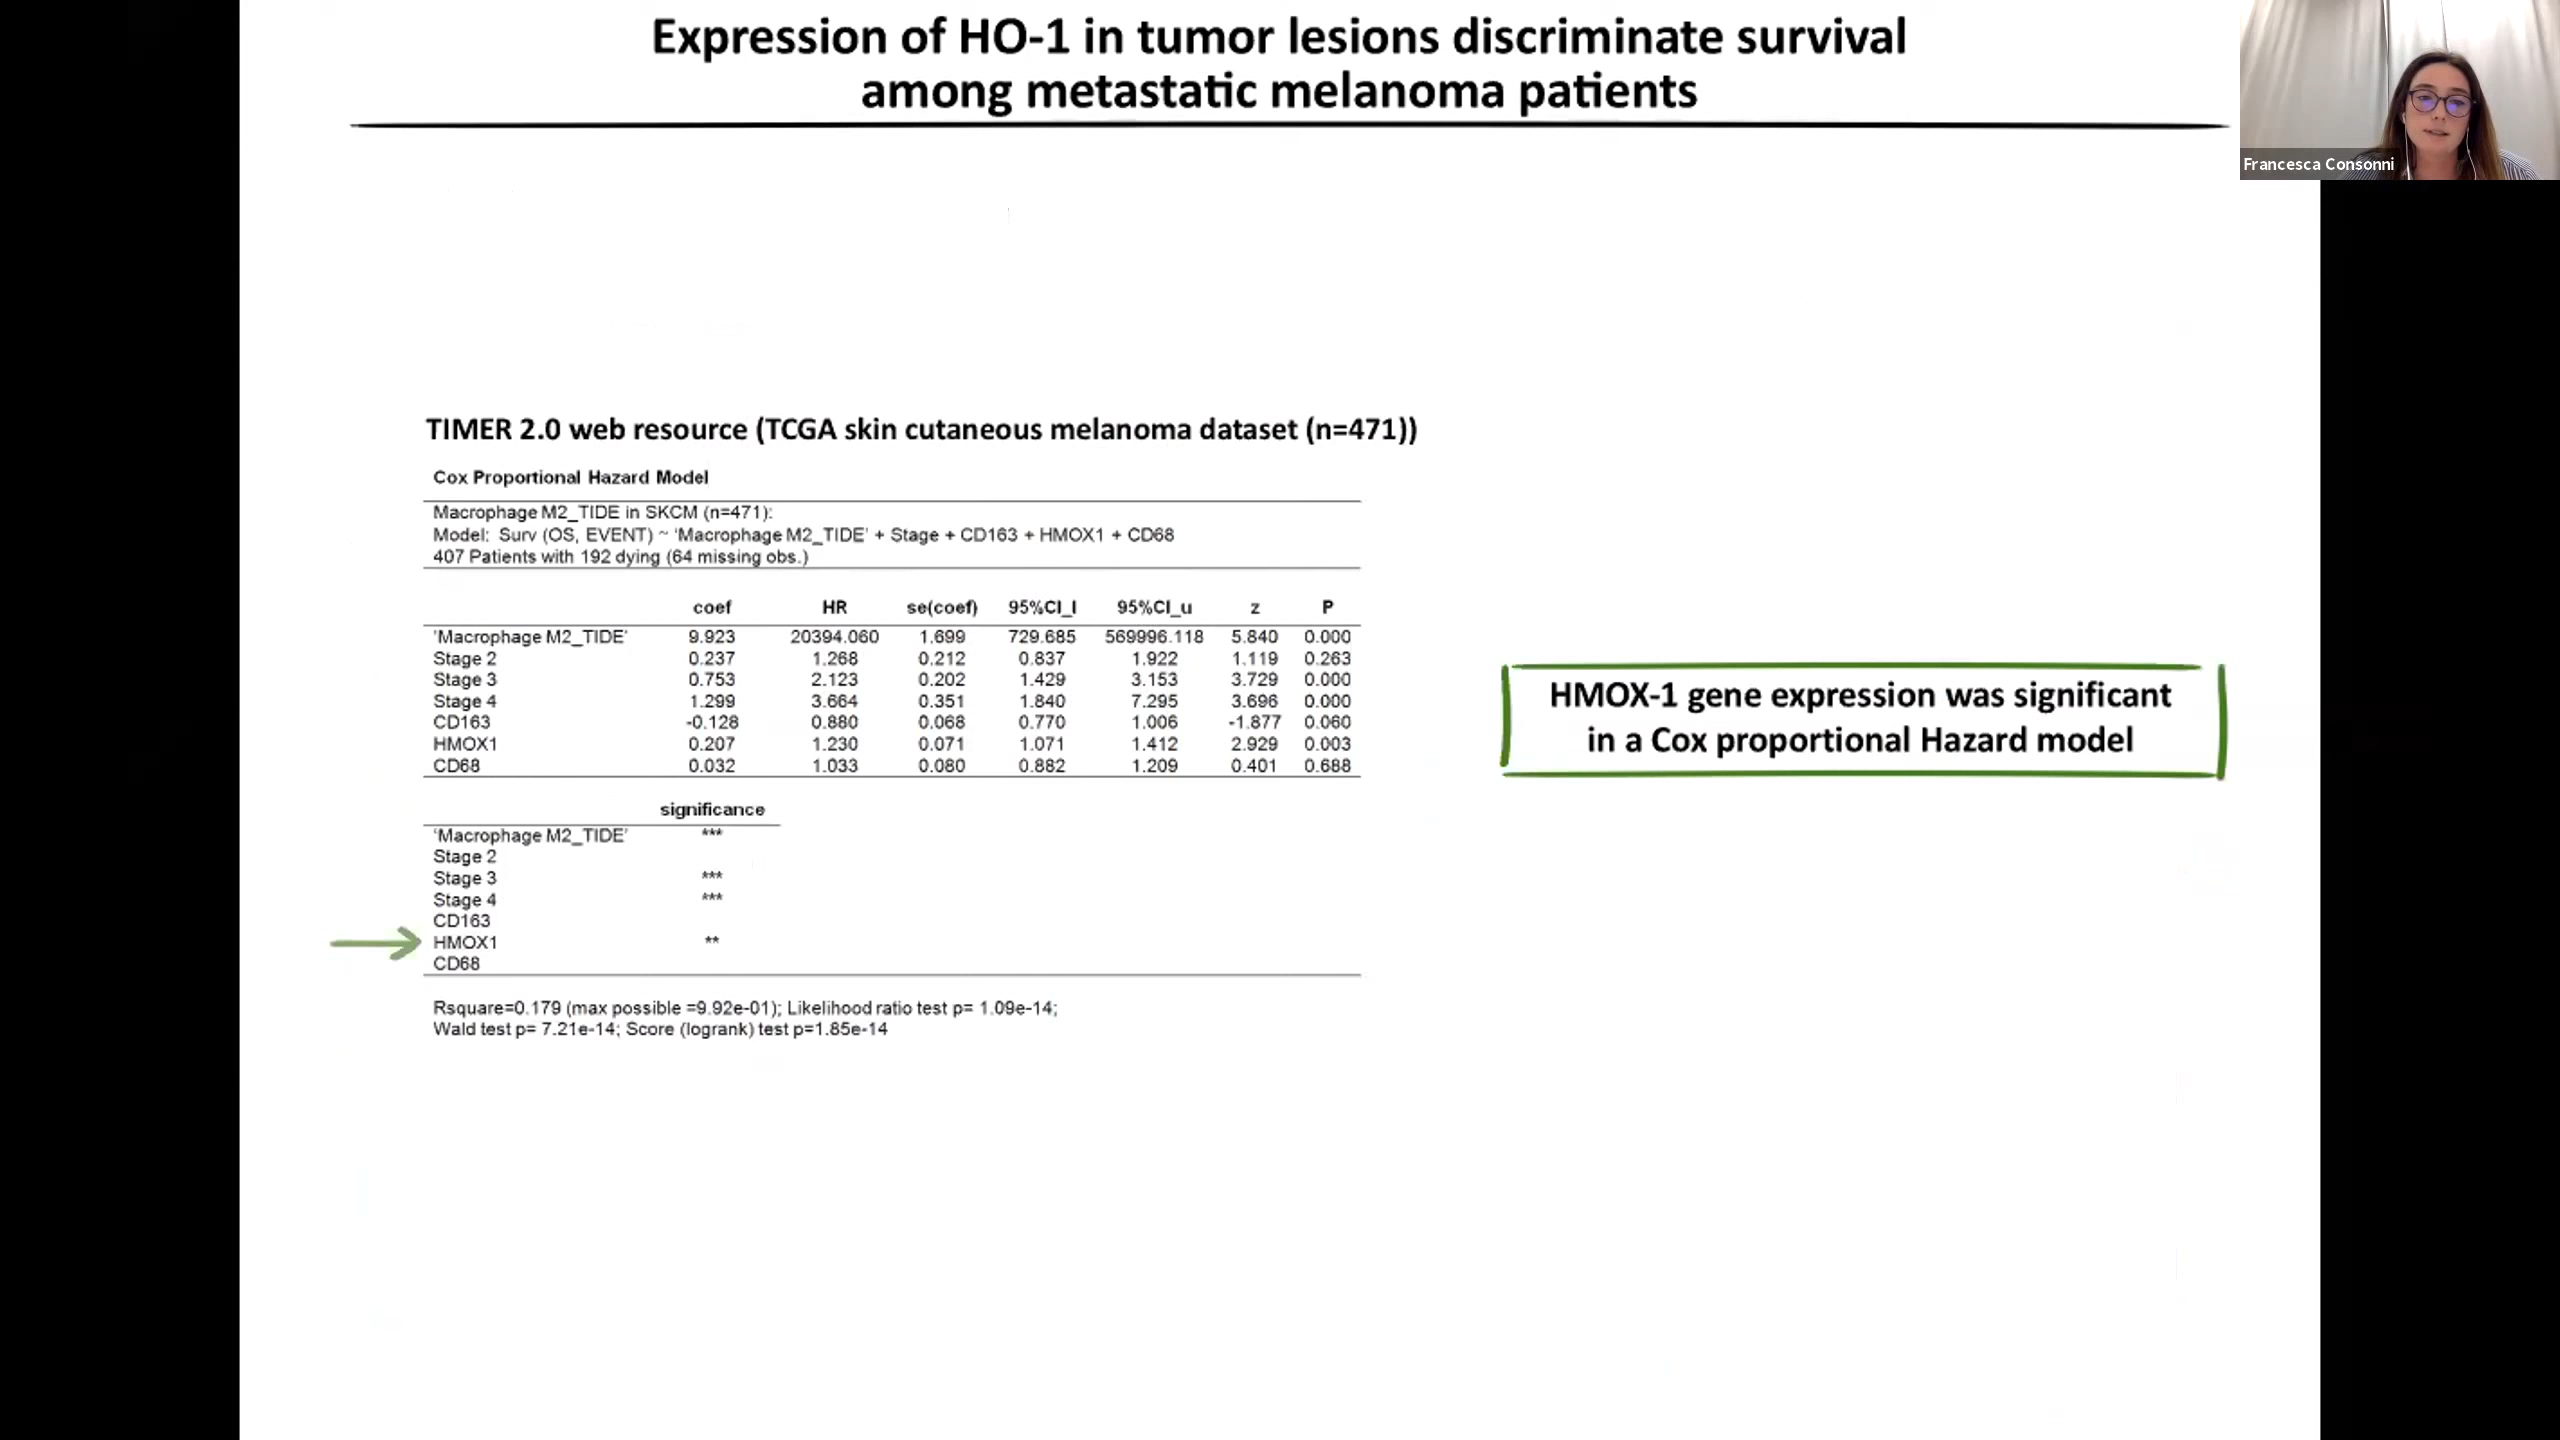 Expression of HO-1 in tumor lesions discriminate survival
among metastatic melanoma patients
Francesca Consonni
TIMER 2.0 web resource (TCGA skin cutaneous melanoma dataset (n=471))
Cox Proportional Hazard Model
Macrophage M2_TIDE in SKCM (n=471):
Model: Surv (OS, EVENT) ~ 'Macrophage M2_TIDE' + Stage + CD163 + HMOX1 + CD68
407 Patients with 192 dying (64 missing obs.)
coef HR se(coef) 95%CI_l 95%CI_u z P
'Macrophage M2_TIDE' 9.923 20394.060 1.699 729.685 569996.118 5.840 0.000
Stage 2 0.237 1.268 0.212 0.837 1.922 1.119 0.263
Stage 3 0.753 2.123 0.202 1.429 3.153 3.729 0.000
Stage 4 1.299 3.664 0.351 1.840 7.295 3.696 0.000
CD163 -0.128 0.880 0.068 0.770 1.006 -1.877 0.060
HMOX1 0.207 1.230 0.071 1.071 1.412 2.929 0.003
CD68 0.032 1.033 0.080 0.882 1.209 0.401 0.688
HMOX-1 gene expression was significant
in a Cox proportional Hazard model
significance
'Macrophage M2_TIDE' ***
Stage 2
Stage 3 ***
Stage 4 ***
CD163
HMOX1 **
CD68
Rsquare=0.179 (max possible =9.92e-01); Likelihood ratio test p= 1.09e-14;
Wald test p= 7.21e-14; Score (logrank) test p=1.85e-14